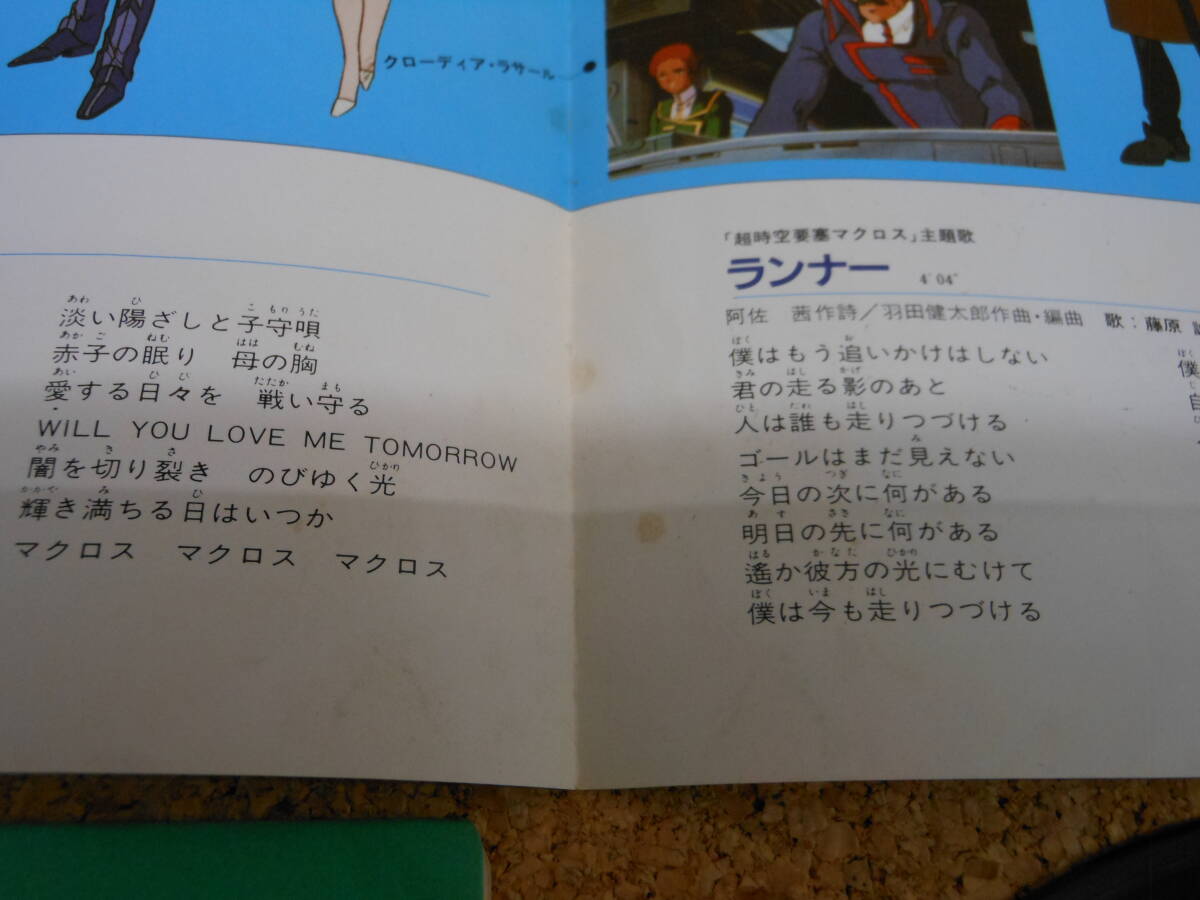 クローディア・ラサール
淡い陽ざしと子守唄
赤子の眠り　母の胸
愛する日々を　戦い守る
WILL YOU LOVE ME TOMORROW
闇を切り裂き　のびゆく光
輝き満ちる日はいつか
マクロス　マクロス　マクロス
「超時空要塞マクロス」主題歌
ランナー 4'04"
阿佐　茜作詩／羽田健太郎作曲・編曲　歌：藤原
僕はもう追いかけはしない
君の走る影のあと
人は誰も走りつづける
ゴールはまだ見えない
今日の次に何がある
明日の先に何がある
遙か彼方の光にむけて
僕は今も走りつづける
僕
自